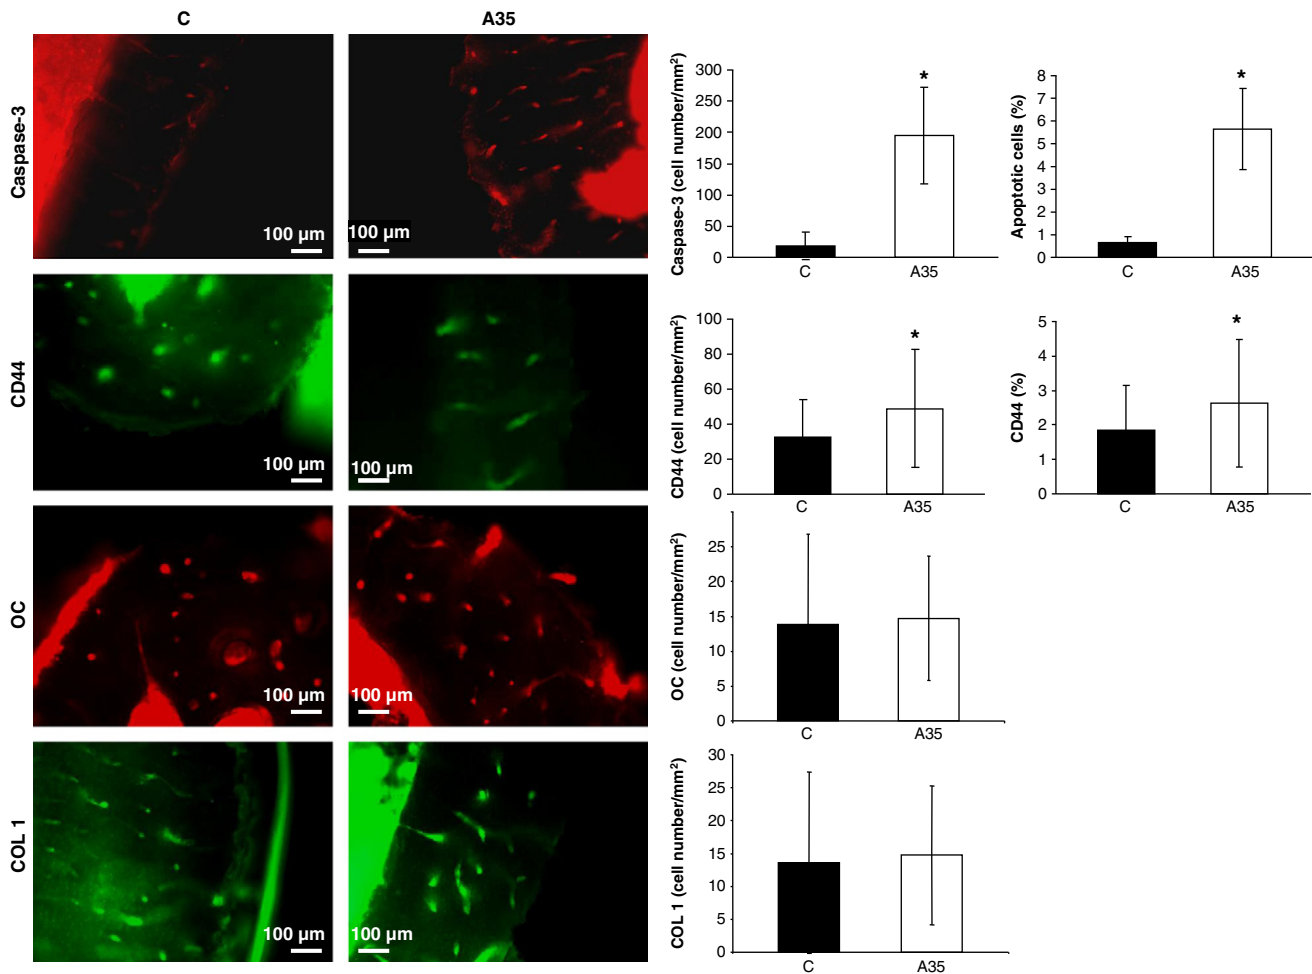 C
A35
Caspase-3
100 µm
100 µm
CD44
100 µm
100 µm
OC
100 µm
100 µm
COL 1
100 µm
100 µm
Caspase-3 (cell number/mm²)
300
250
200
150
100
50
0
*
C
A35
Apoptotic cells (%)
8
7
6
5
4
3
2
1
0
*
C
A35
CD44 (cell number/mm²)
100
80
60
40
20
0
*
C
A35
CD44 (%)
5
4
3
2
1
0
*
C
A35
OC (cell number/mm²)
25
20
15
10
5
0
C
A35
COL 1 (cell number/mm²)
30
25
20
15
10
5
0
C
A35